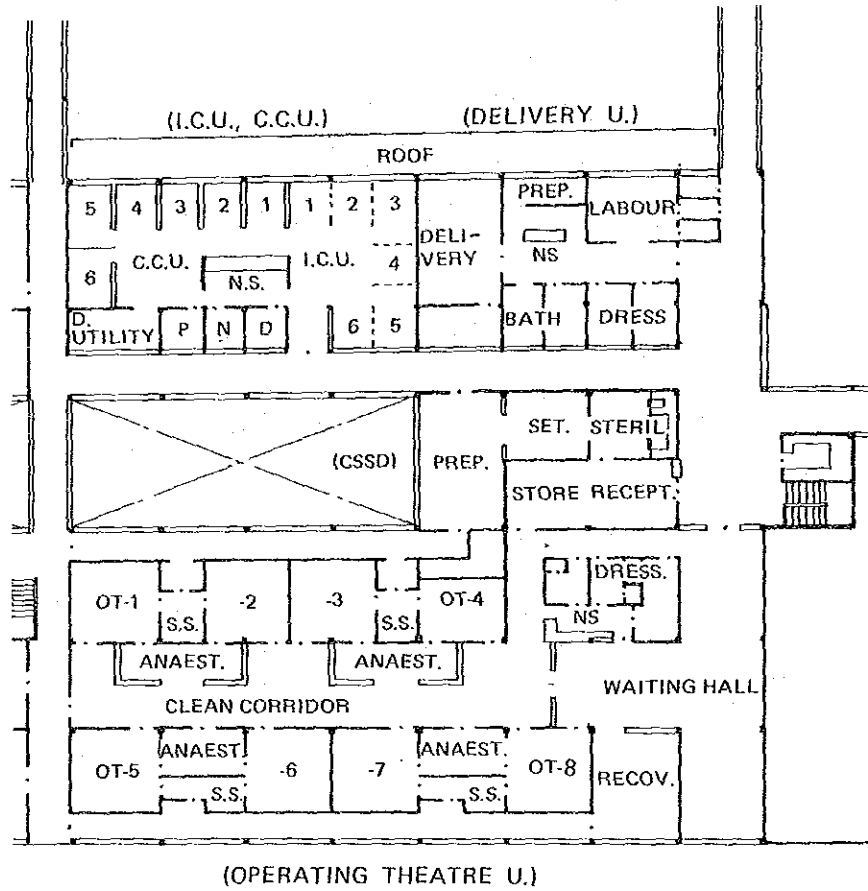 (I.C.U., C.C.U.) (DELIVERY U.)
ROOF
5 4 3 2 1 1 2 3
PREP.
LABOUR
DELI-
VERY
6 C.C.U. I.C.U. 4
NS
N.S.
D.
UTILITY P N D 6 5
BATH DRESS
(CSSD) PREP. SET. STERIL
STORE RECEPT.
OT-1 S.S. -2 -3 S.S. OT-4
DRESS.
NS
ANAEST. ANAEST.
CLEAN CORRIDOR
WAITING HALL
OT-5 ANAEST. -6 -7 ANAEST. OT-8
S.S. S.S.
RECOV.
(OPERATING THEATRE U.)